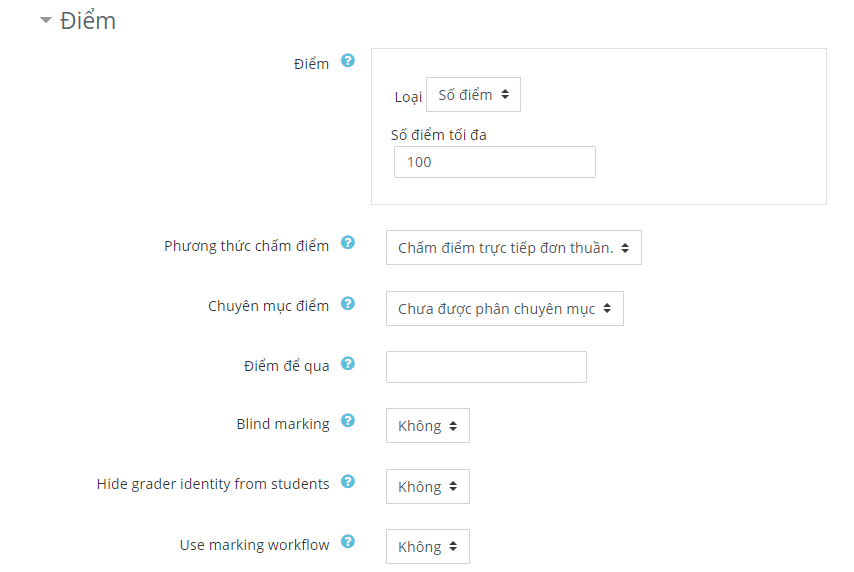 Điểm
Điểm
Loại Số điểm
Số điểm tối đa
100
Phương thức chấm điểm Chấm điểm trực tiếp đơn thuần.
Chuyên mục điểm Chưa được phân chuyên mục
Điểm để qua
Blind marking Không
Hide grader identity from students Không
Use marking workflow Không